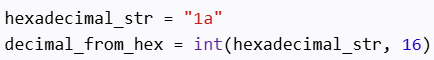 hexadecimal_str = "1a"
decimal_from_hex = int(hexadecimal_str, 16)